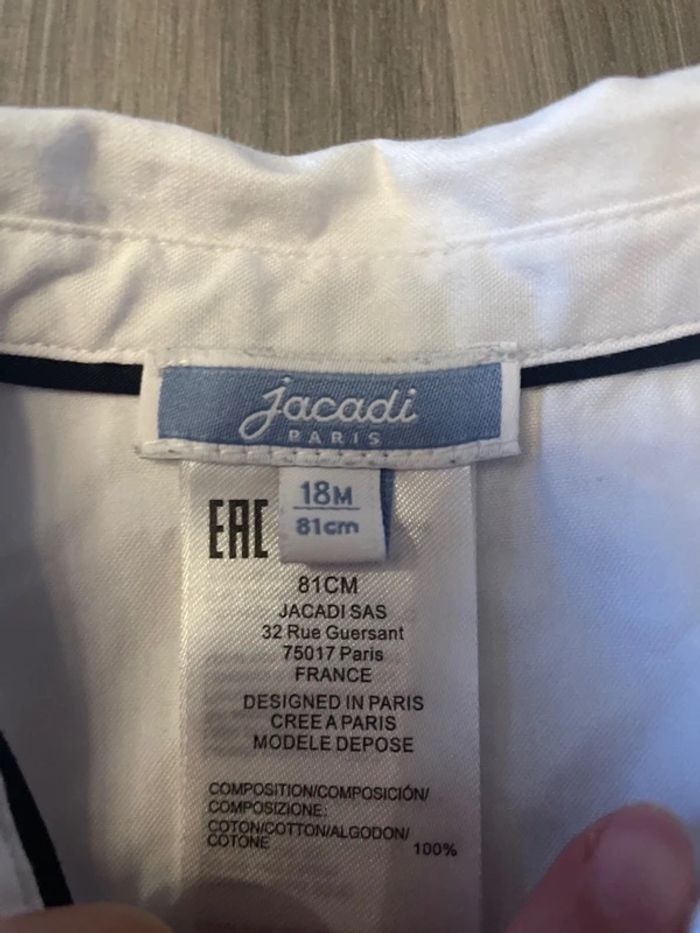 jacadi
PARIS
18M
81cm
EAC
81CM
JACADI SAS
32 Rue Guersant
75017 Paris
FRANCE
DESIGNED IN PARIS
CREE A PARIS
MODELE DEPOSE
COMPOSITION/COMPOSICIÓN/
COMPOSIZIONE:
COTON/COTTON/ALGODON/
COTONE 100%